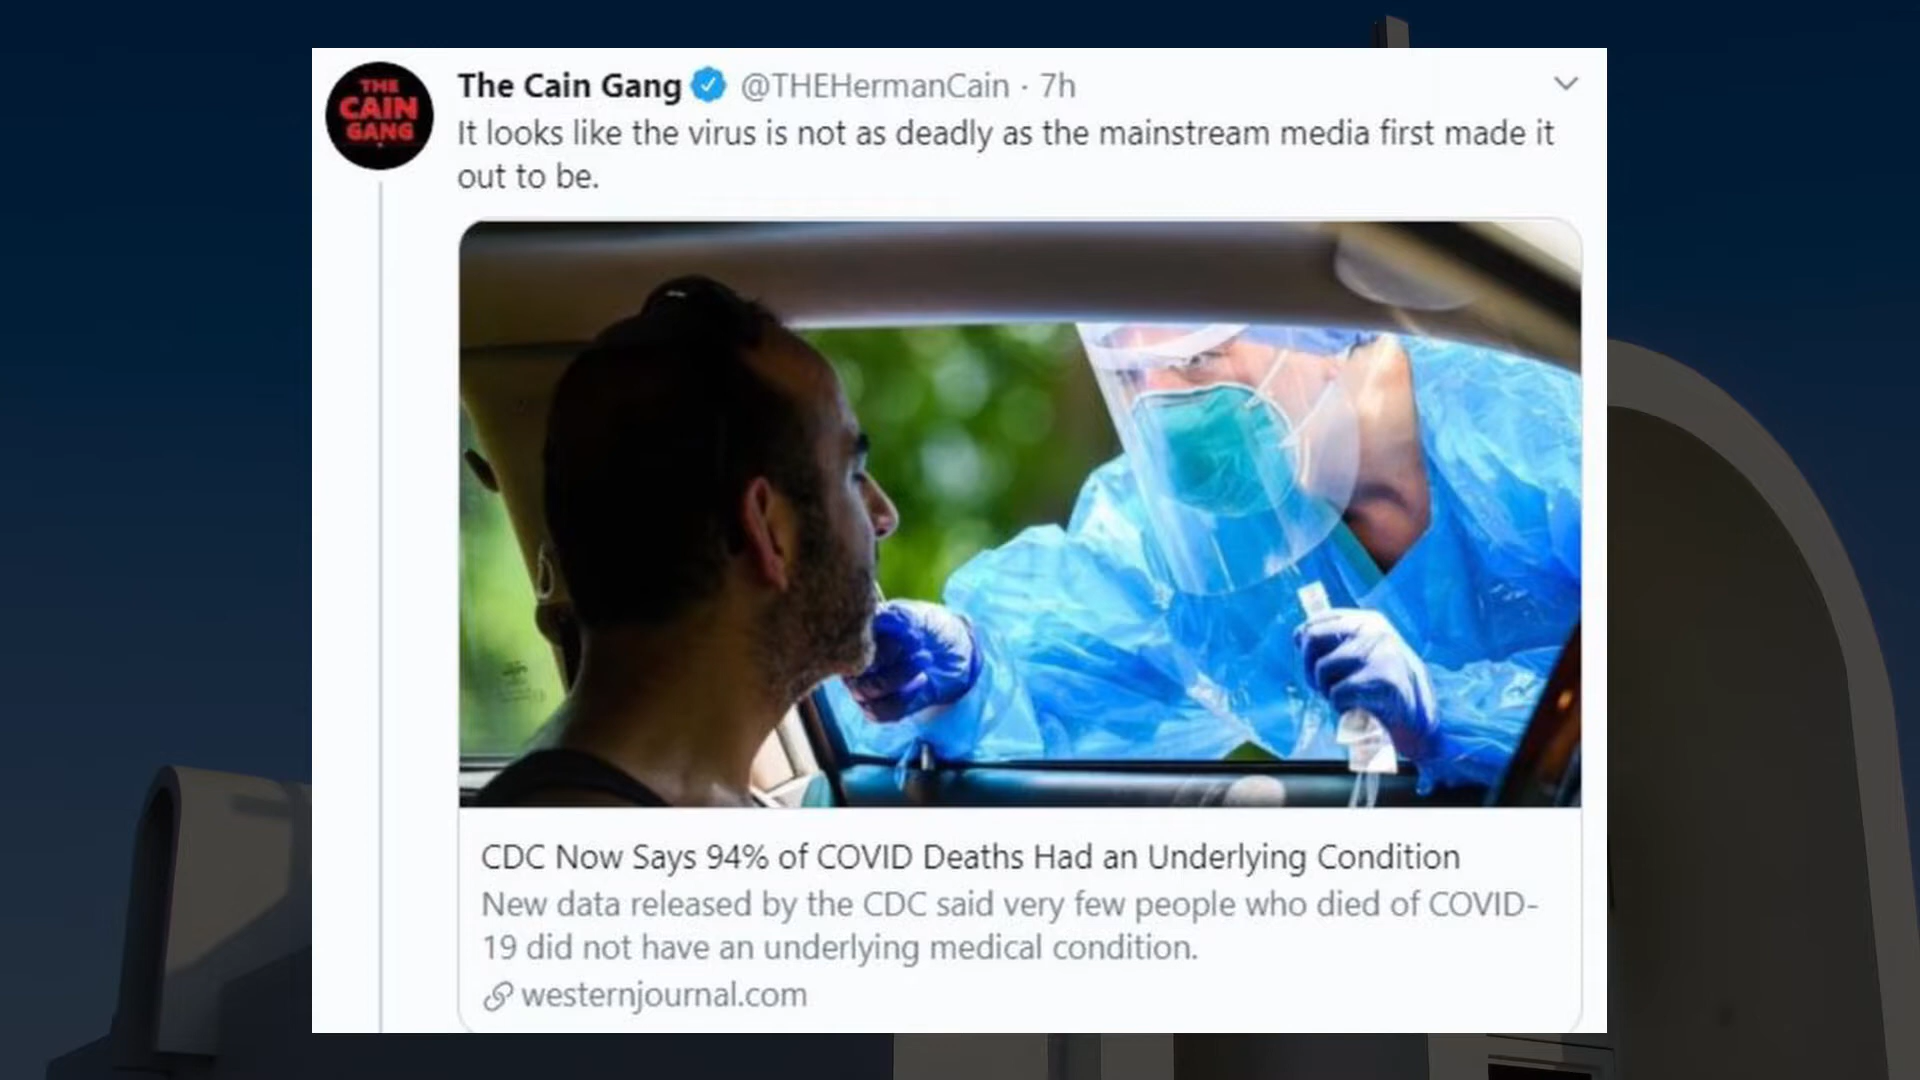 THE
CAIN
GANG
The Cain Gang @THEHermanCain · 7h
It looks like the virus is not as deadly as the mainstream media first made it
out to be.
CDC Now Says 94% of COVID Deaths Had an Underlying Condition
New data released by the CDC said very few people who died of COVID-
19 did not have an underlying medical condition.
westernjournal.com